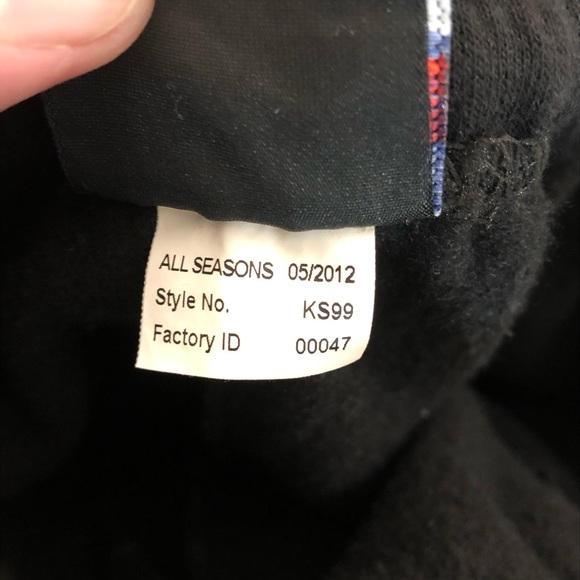 ALL SEASONS 05/2012
Style No. KS99
Factory ID 00047